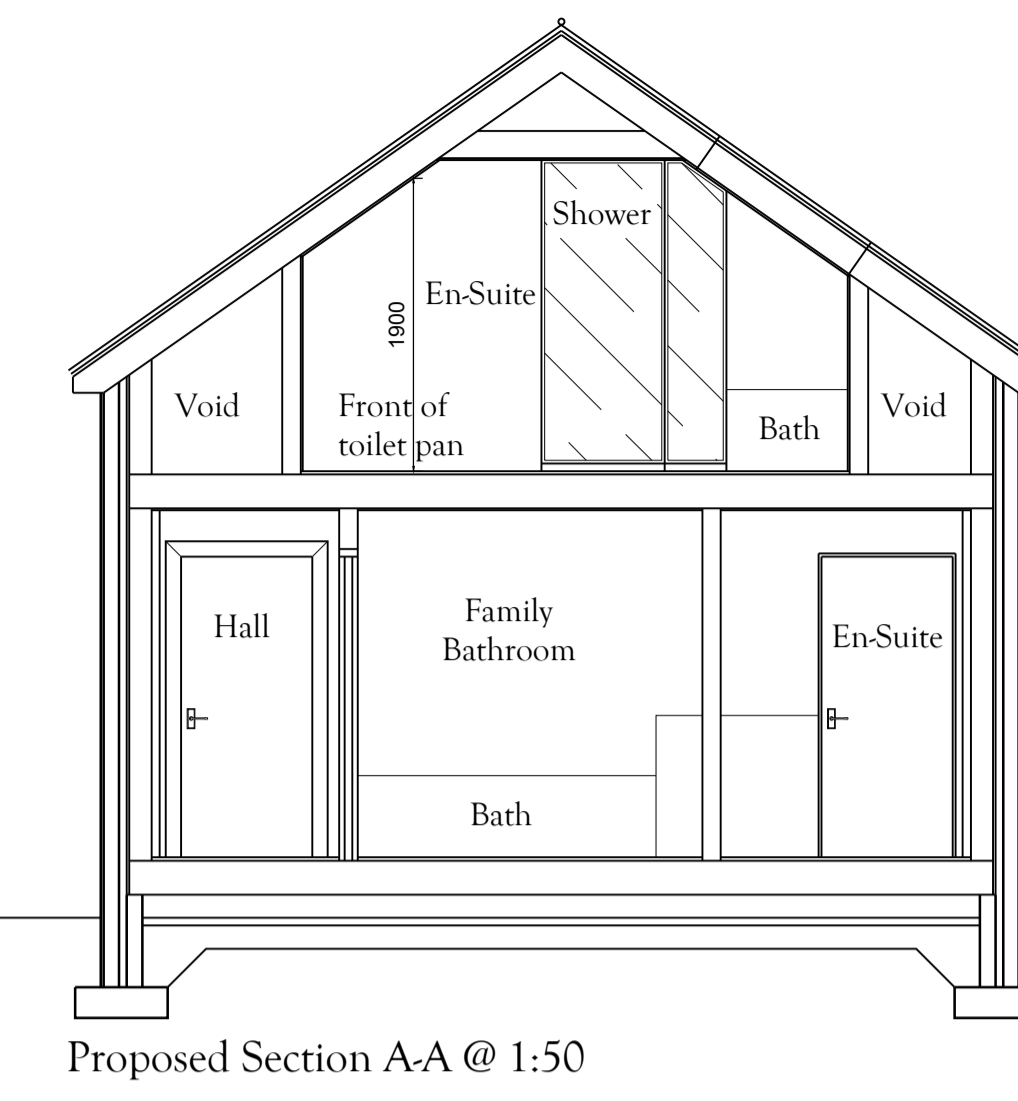 Shower
En-Suite
1900
Void
Front of
toilet pan
Bath
Void
Hall
Family
Bathroom
En-Suite
Bath
Proposed Section A-A @ 1:50